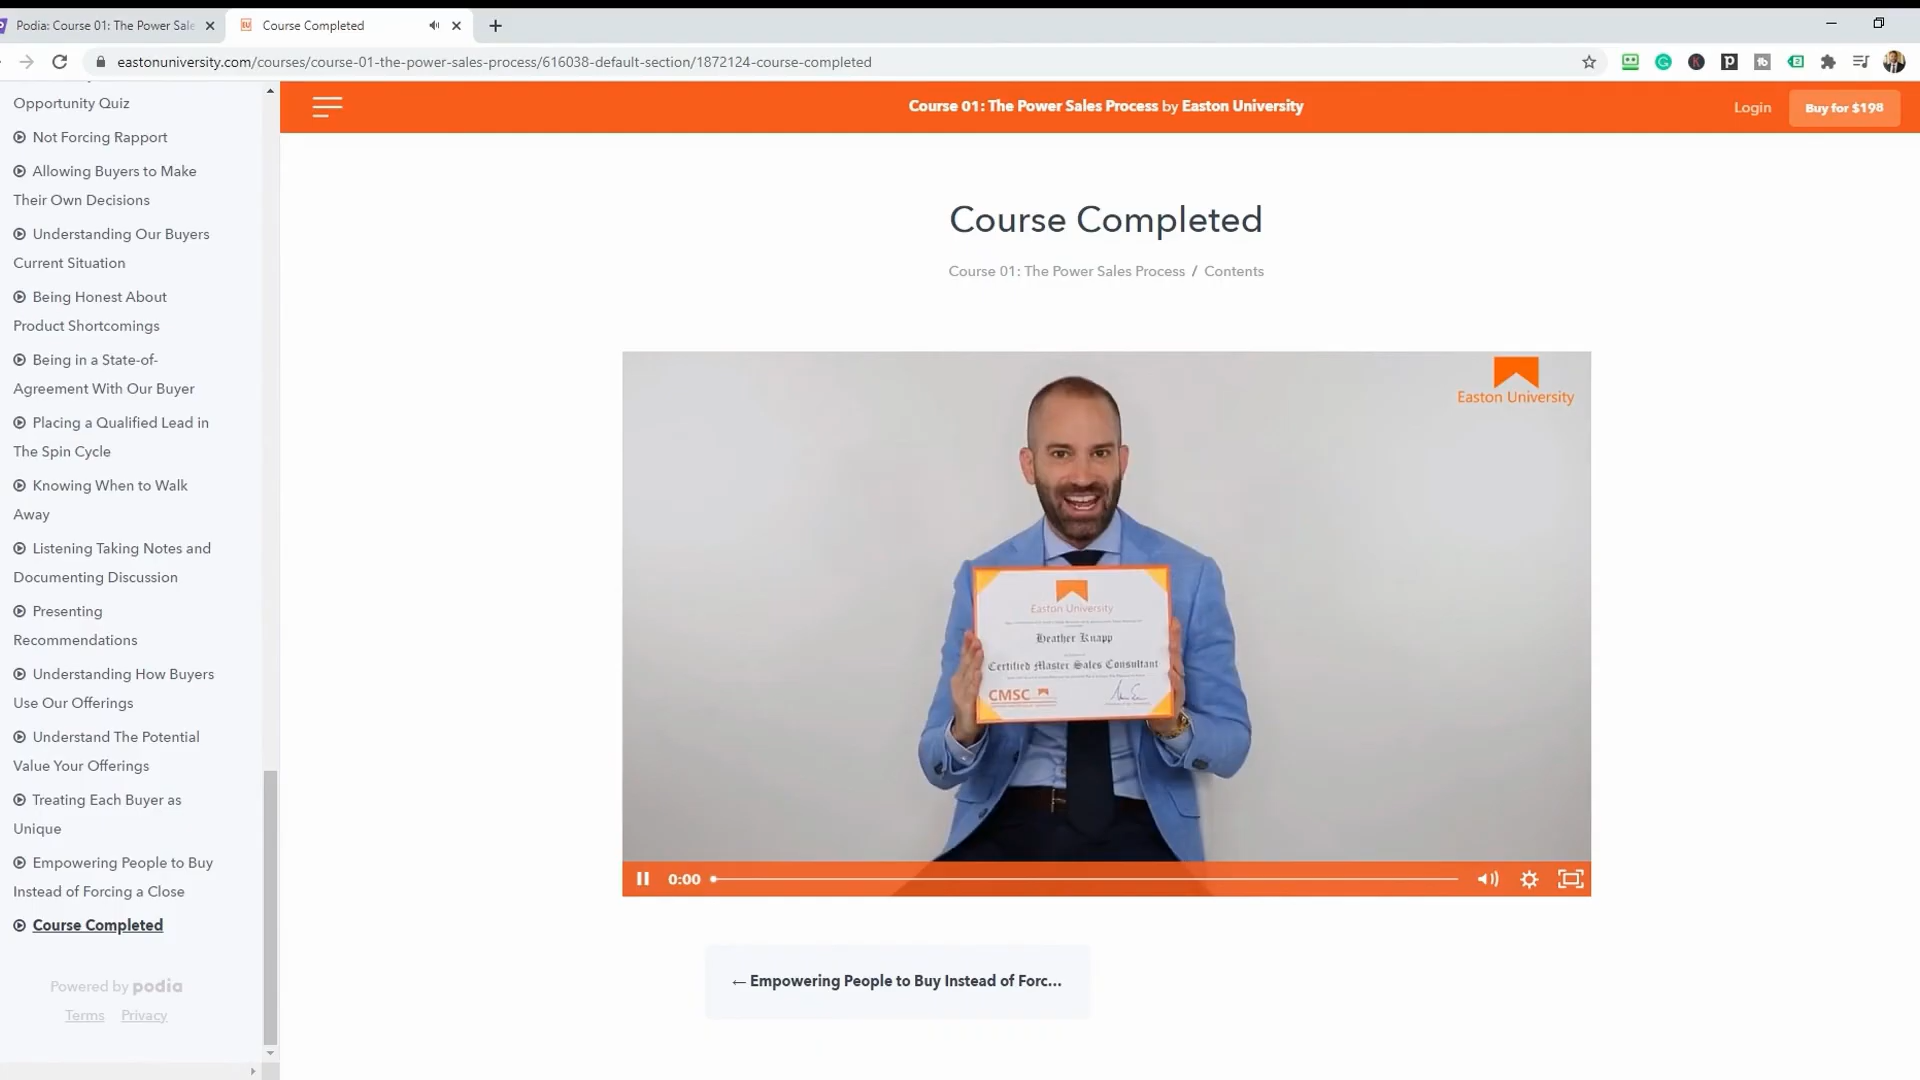 Podia: Course 01: The Power Sale
Course Completed
eastonuniversity.com/courses/course-01-the-power-sales-process/616038-default-section/1872124-course-completed
Course 01: The Power Sales Process by Easton University
Login
Buy for $198
Opportunity Quiz
Not Forcing Rapport
Allowing Buyers to Make
Their Own Decisions
Understanding Our Buyers
Current Situation
Being Honest About
Product Shortcomings
Being in a State-of-
Agreement With Our Buyer
Placing a Qualified Lead in
The Spin Cycle
Knowing When to Walk
Away
Listening Taking Notes and
Documenting Discussion
Presenting
Recommendations
Understanding How Buyers
Use Our Offerings
Understand The Potential
Value Your Offerings
Treating Each Buyer as
Unique
Empowering People to Buy
Instead of Forcing a Close
Course Completed
Powered by podia
Terms Privacy
Course Completed
Course 01: The Power Sales Process / Contents
Easton University
Easton University
Heather Knapp
Certified Master Sales Consultant
CMSC
0:00
← Empowering People to Buy Instead of Forc...